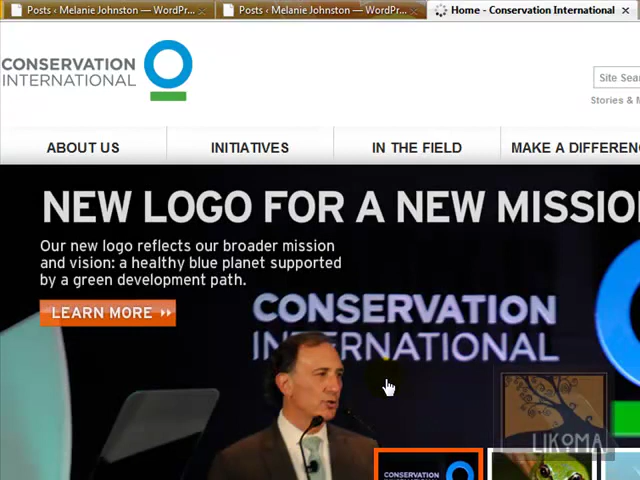 Posts ‹ Melanie Johnston — WordPr...
Posts ‹ Melanie Johnston — WordPr...
Home - Conservation International
CONSERVATION
INTERNATIONAL
Site Sear
Stories & M
ABOUT US
INITIATIVES
IN THE FIELD
MAKE A DIFFEREN
NEW LOGO FOR A NEW MISSIO
Our new logo reflects our broader mission
and vision: a healthy blue planet supported
by a green development path.
LEARN MORE
CONSERVATION
INTERNATIONAL
LIKOMA
CONSERVATION